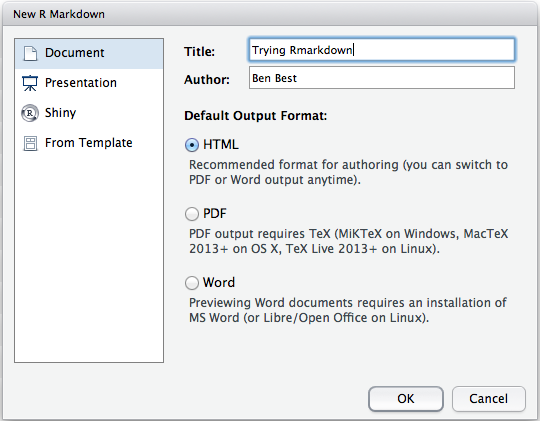 New R Markdown
Document
Presentation
Shiny
From Template
Title: Trying Rmarkdown
Author: Ben Best
Default Output Format:
HTML
Recommended format for authoring (you can switch to
PDF or Word output anytime).
PDF
PDF output requires TeX (MiKTeX on Windows, MacTeX
2013+ on OS X, TeX Live 2013+ on Linux).
Word
Previewing Word documents requires an installation of
MS Word (or Libre/Open Office on Linux).
OK Cancel